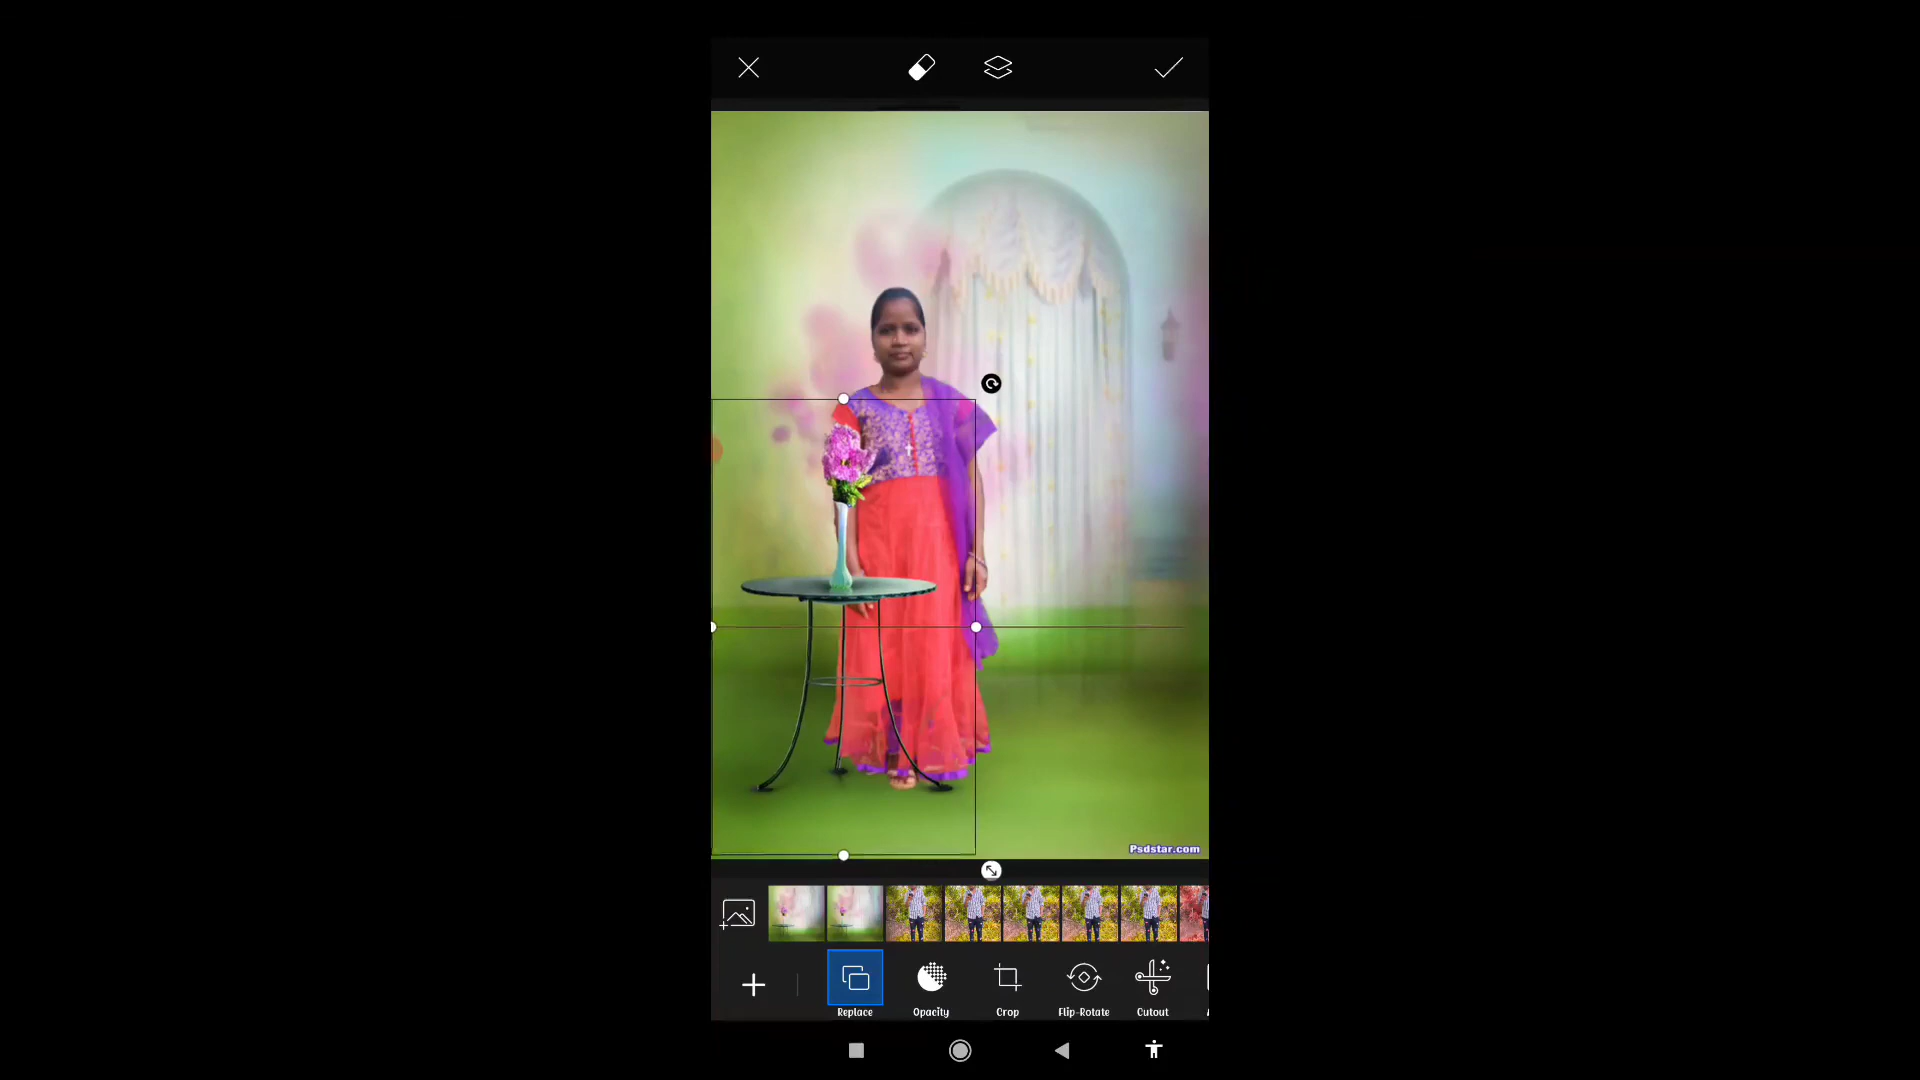 Psdstar.com
Replace
Opacity
Crop
Flip-Rotate
Cutout